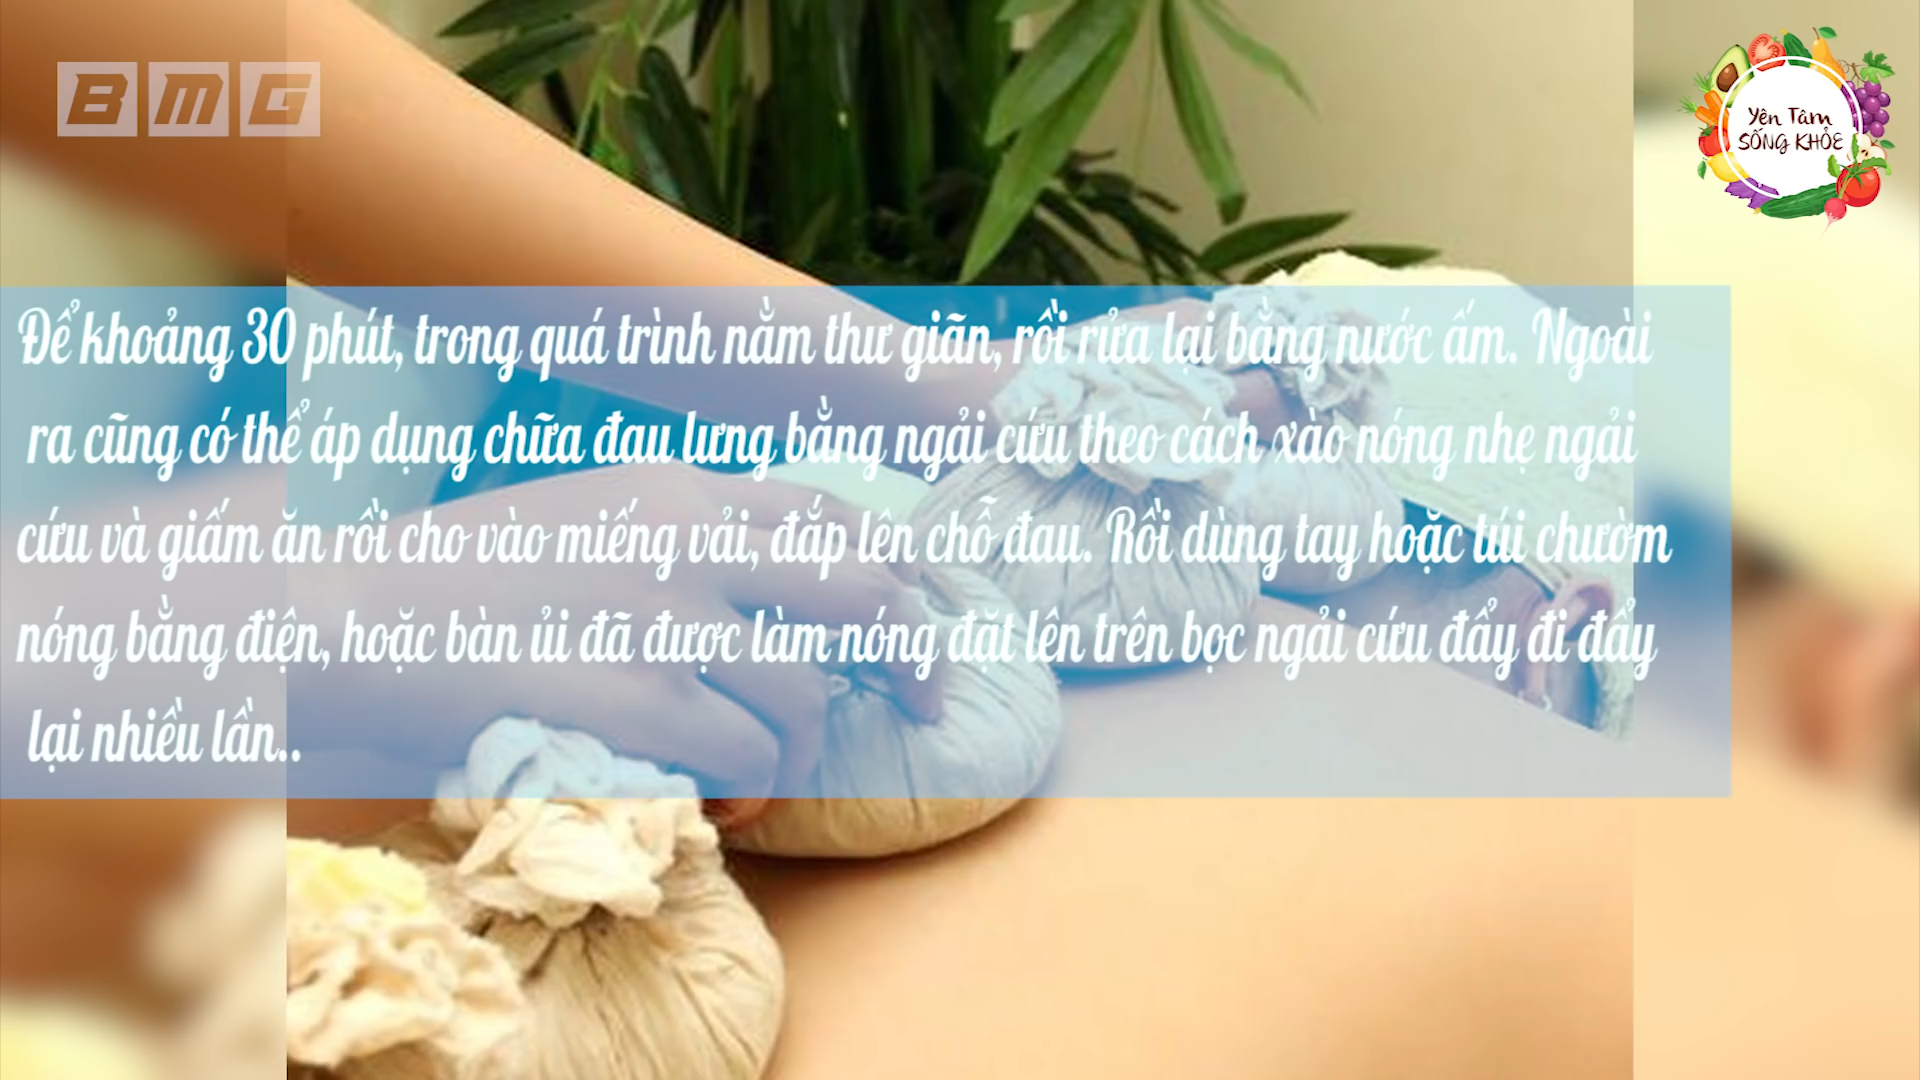 BMG
Yên Tâm
SỐNG KHỎE
Để khoảng 30 phút, trong quá trình nằm thư giãn, rồi rửa lại bằng nước ấm. Ngoài
ra cũng có thể áp dụng chữa đau lưng bằng ngải cứu theo cách xào nóng nhẹ ngải
cứu và giấm ăn rồi cho vào miếng vải, đắp lên chỗ đau. Rồi dùng tay hoặc túi chườm
nóng bằng điện, hoặc bàn ủi đã được làm nóng đặt lên trên bọc ngải cứu đẩy đi đẩy
lại nhiều lần..